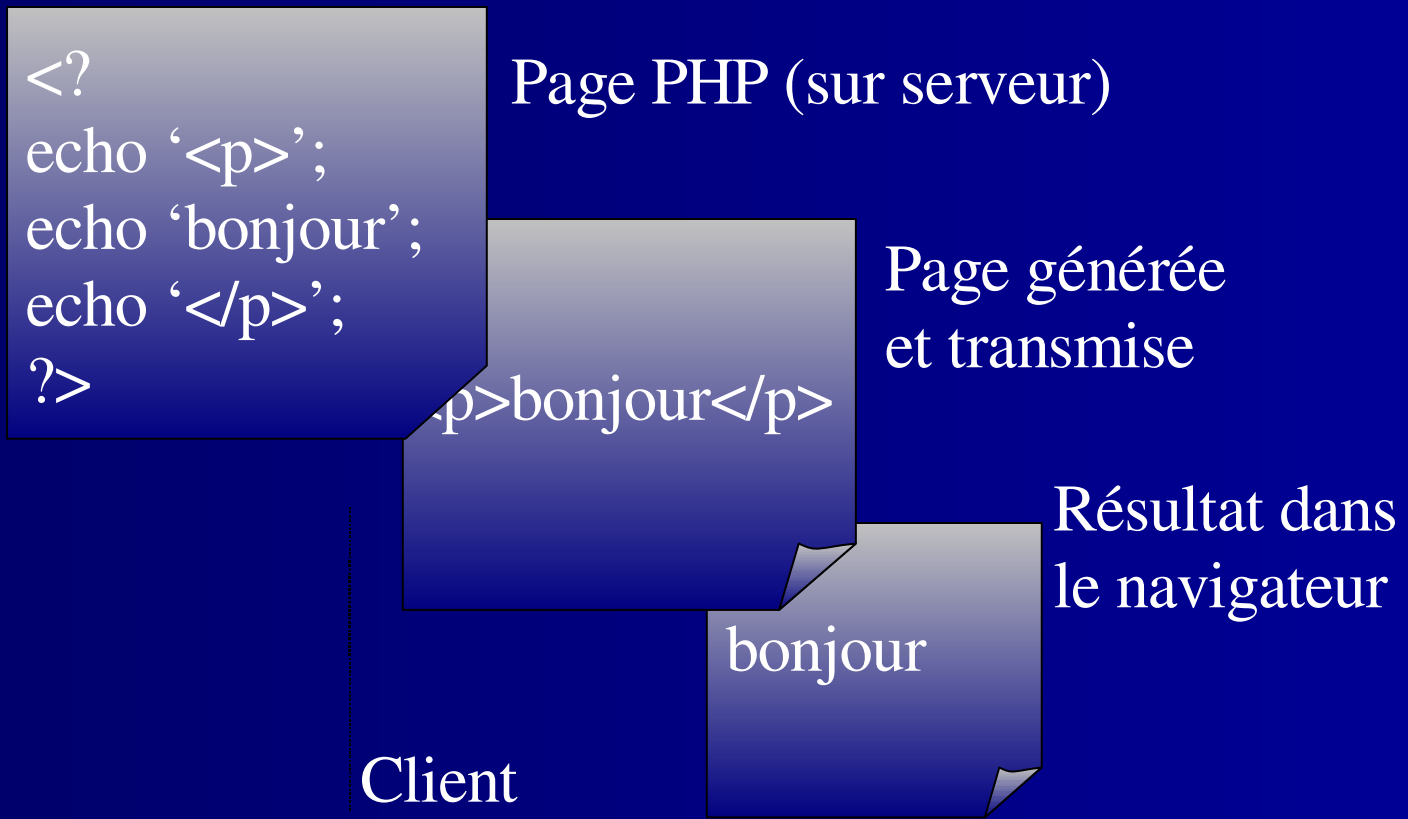 <?
echo ‘<p>’;
echo ‘bonjour’;
echo ‘</p>’;
?>
Page PHP (sur serveur)
<p>bonjour</p>
Page générée
et transmise
bonjour
Résultat dans
le navigateur
Client